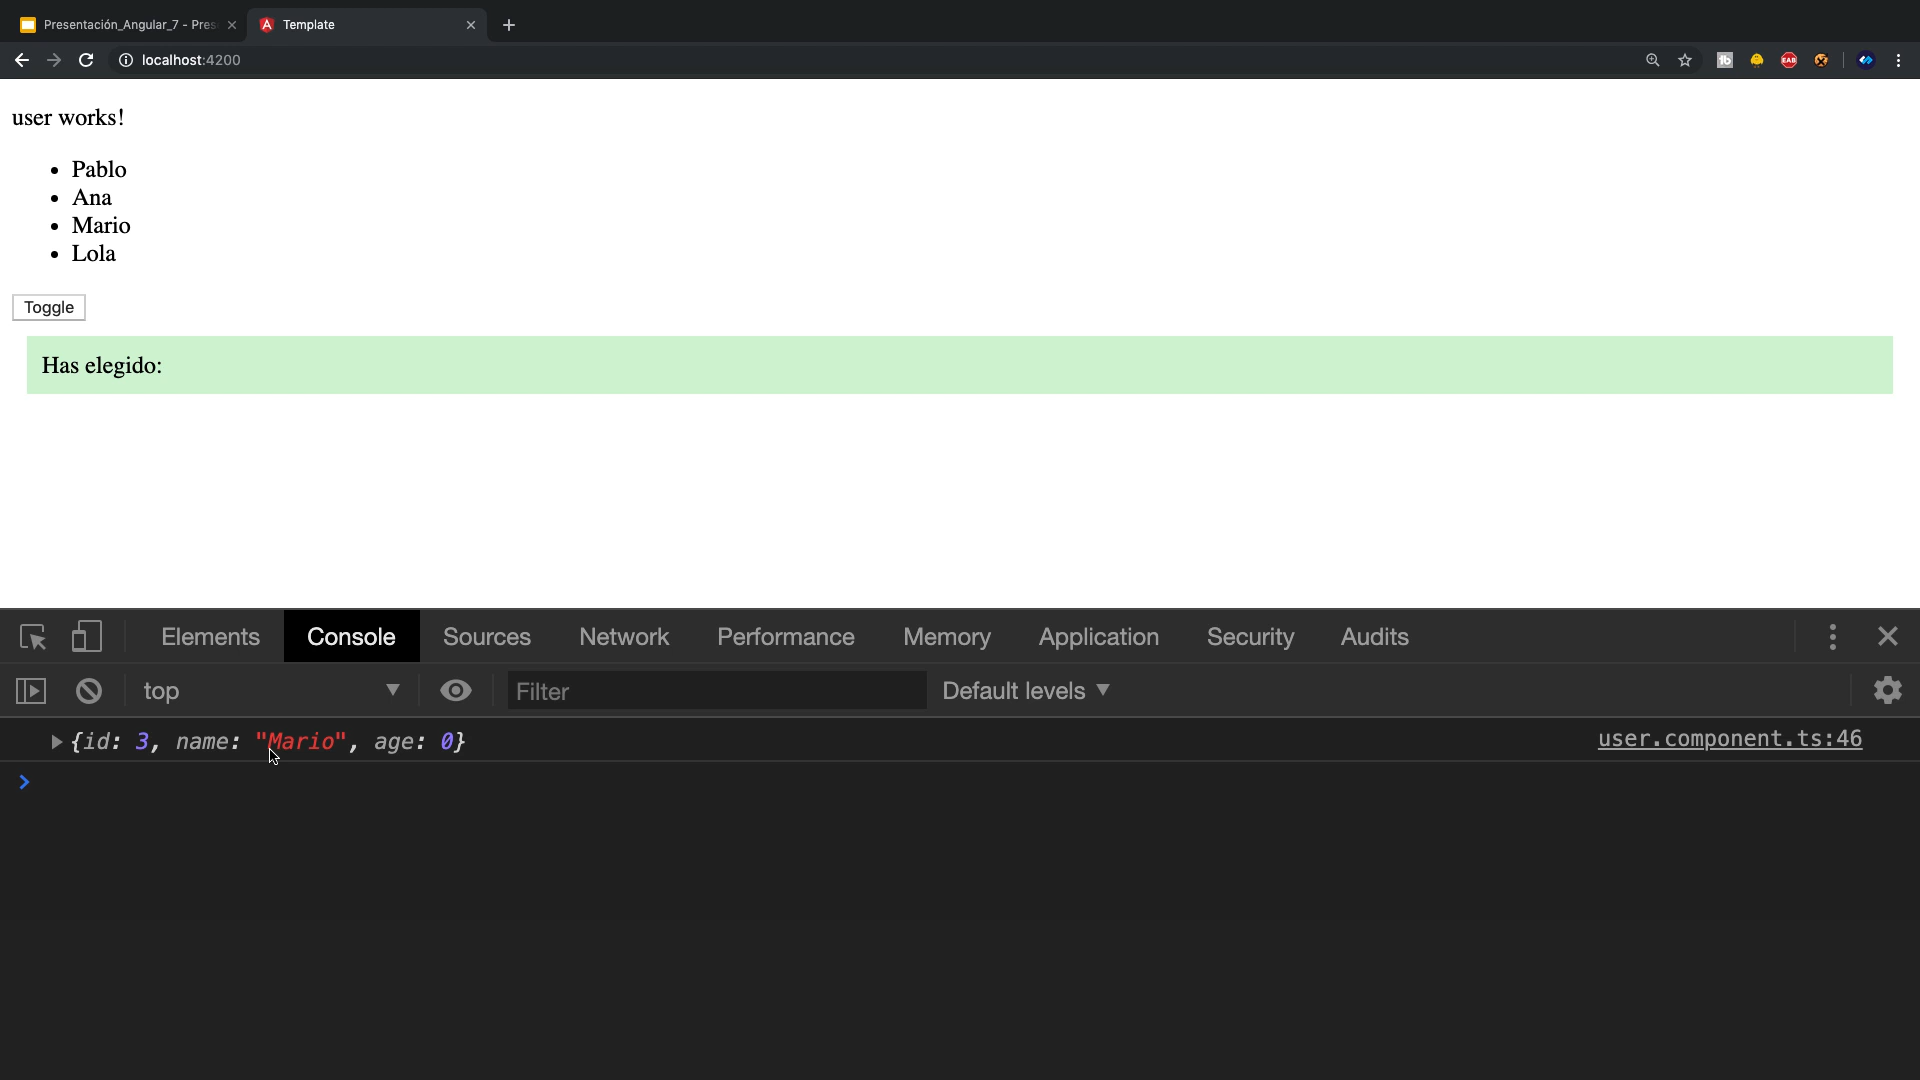 Presentación_Angular_7 - Pres
Template
localhost:4200
user works!
Pablo
Ana
Mario
Lola
Toggle
Has elegido:
Elements Console Sources Network Performance Memory Application Security Audits
top Filter Default levels
{id: 3, name: "Mario", age: 0} user.component.ts:46